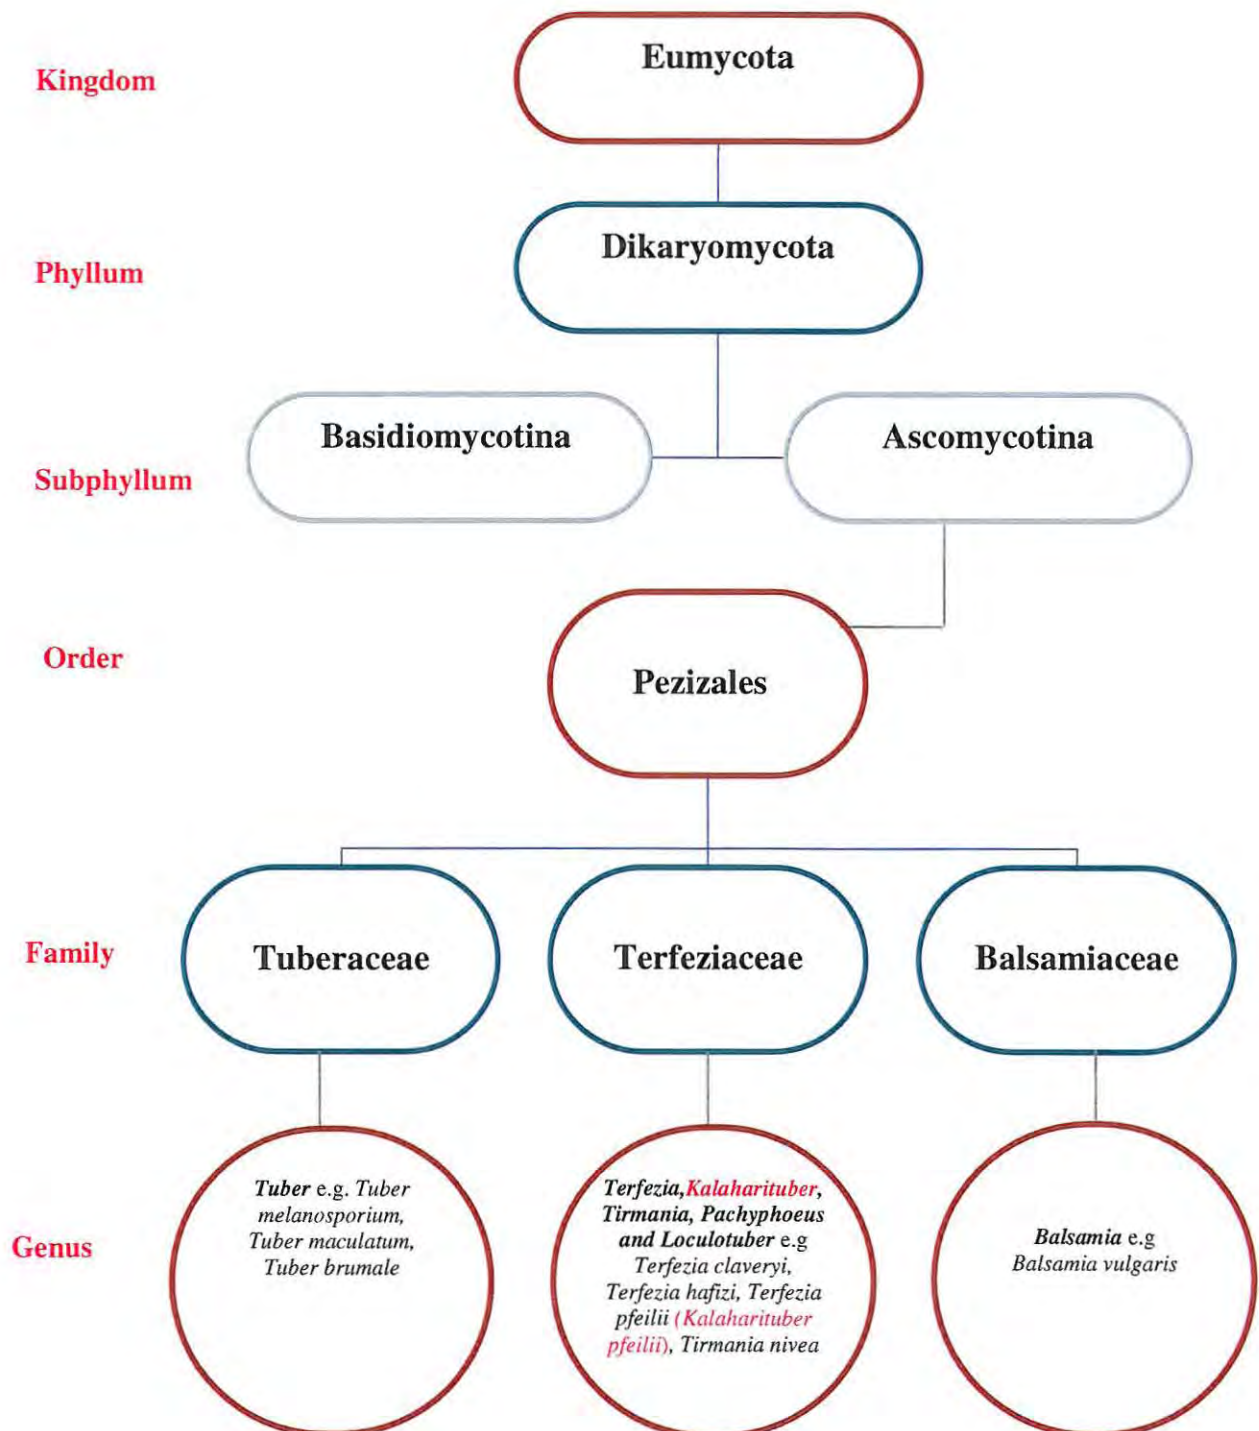 Kingdom
Eumycota
Phyllum
Dikaryomycota
Subphyllum
Basidiomycotina
Ascomycotina
Order
Pezizales
Family
Tuberaceae
Terfeziaceae
Balsamiaceae
Genus
Tuber e.g. Tuber
melanosporium,
Tuber maculatum,
Tuber brumale
Terfezia,Kalaharituber,
Tirmania, Pachyphoeus
and Loculotuber e.g
Terfezia claveryi,
Terfezia hafizi, Terfezia
pfeilii (Kalaharituber
pfeilii), Tirmania nivea
Balsamia e.g
Balsamia vulgaris